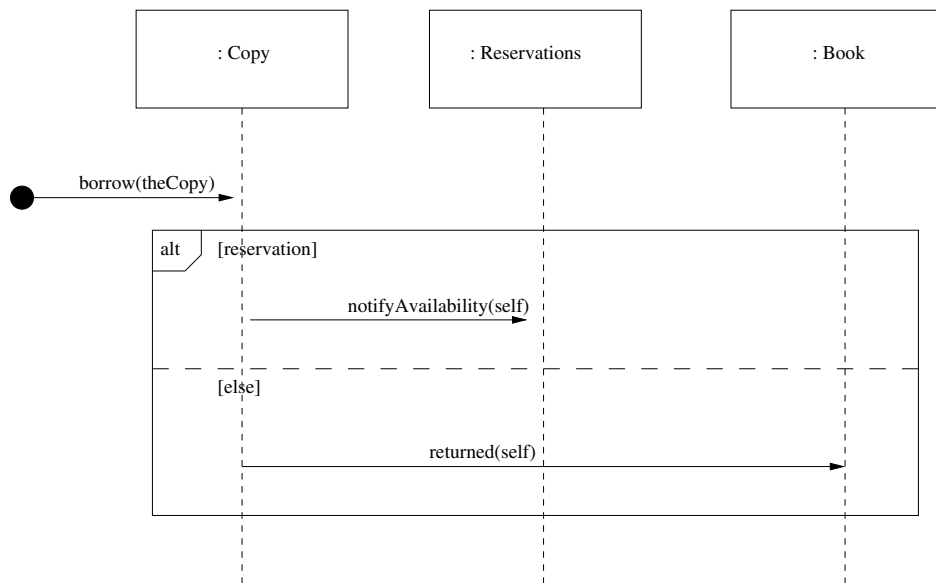 : Copy
: Reservations
: Book
borrow(theCopy)
alt
[reservation]
notifyAvailability(self)
[else]
returned(self)